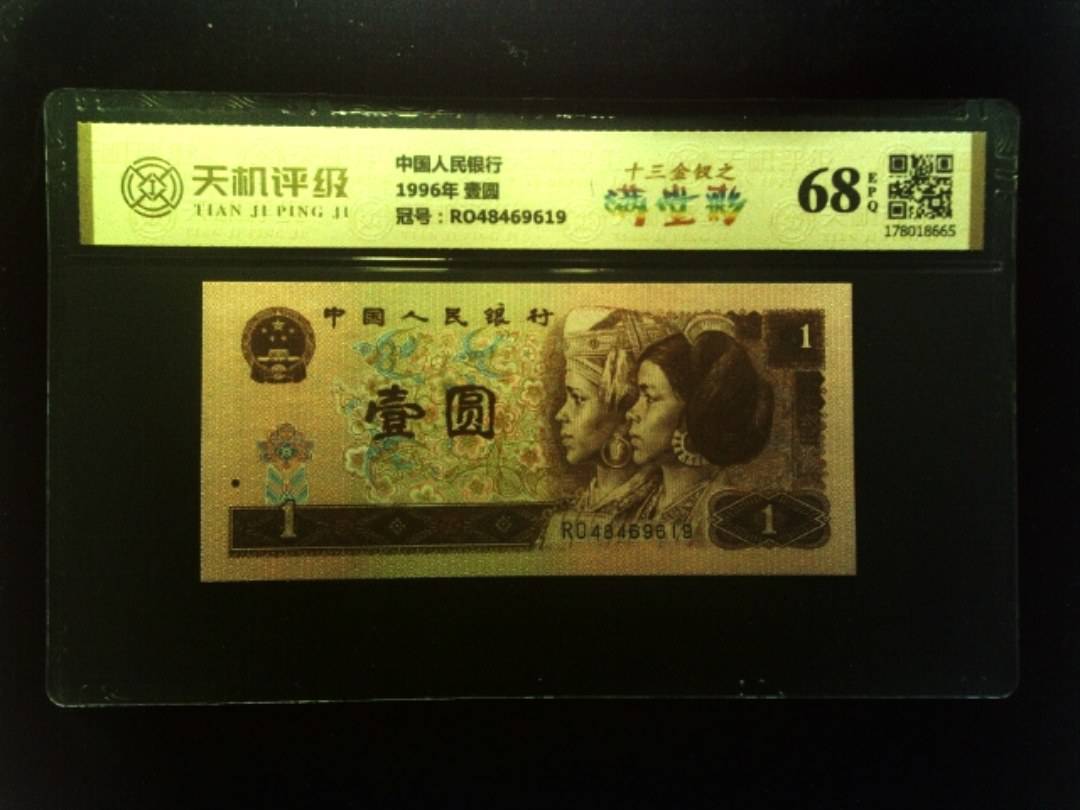 天机评级
TIAN JI PING JI
中国人民银行
1996年 壹圆
冠号：RO48469619
十三金钗之
满堂彩
68
EPQ
178018665
中国人民银行
1
壹圆
1
RO48469619
1